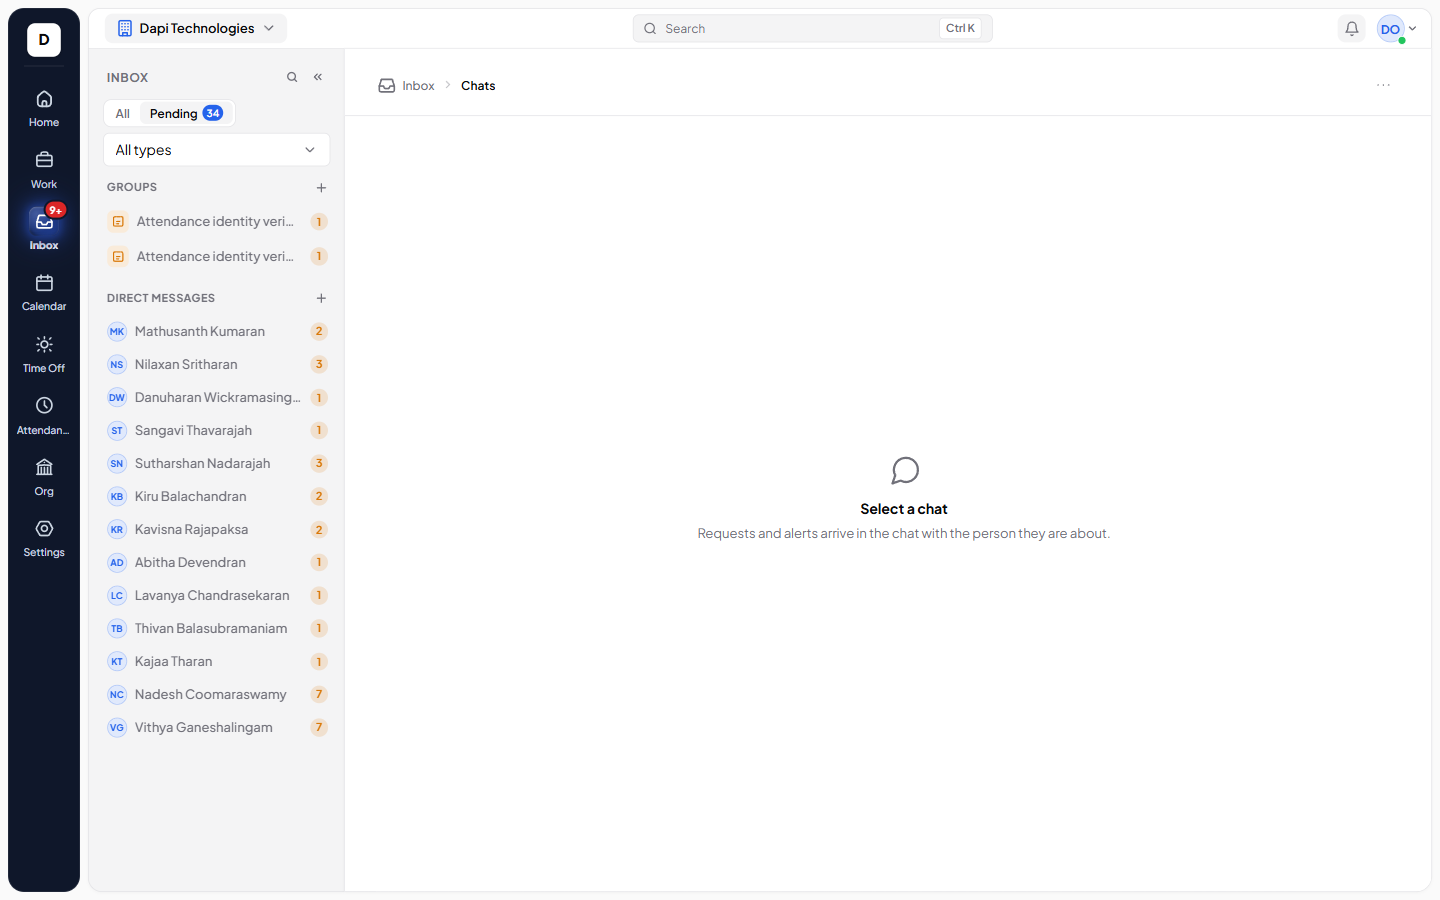 D
Dapi Technologies
Search
Ctrl K
DO
Home
Work
9+
Inbox
Calendar
Time Off
Attendan...
Org
Settings
INBOX
All
Pending 34
All types
GROUPS
Attendance identity veri... 1
Attendance identity veri... 1
DIRECT MESSAGES
MK Mathusanth Kumaran 2
NS Nilaxan Sritharan 3
DW Danuharan Wickramasing... 1
ST Sangavi Thavarajah 1
SN Sutharshan Nadarajah 3
KB Kiru Balachandran 2
KR Kavisna Rajapaksa 2
AD Abitha Devendran 1
LC Lavanya Chandrasekaran 1
TB Thivan Balasubramaniam 1
KT Kajaa Tharan 1
NC Nadesh Coomaraswamy 7
VG Vithya Ganeshalingam 7
Inbox > Chats
Select a chat
Requests and alerts arrive in the chat with the person they are about.